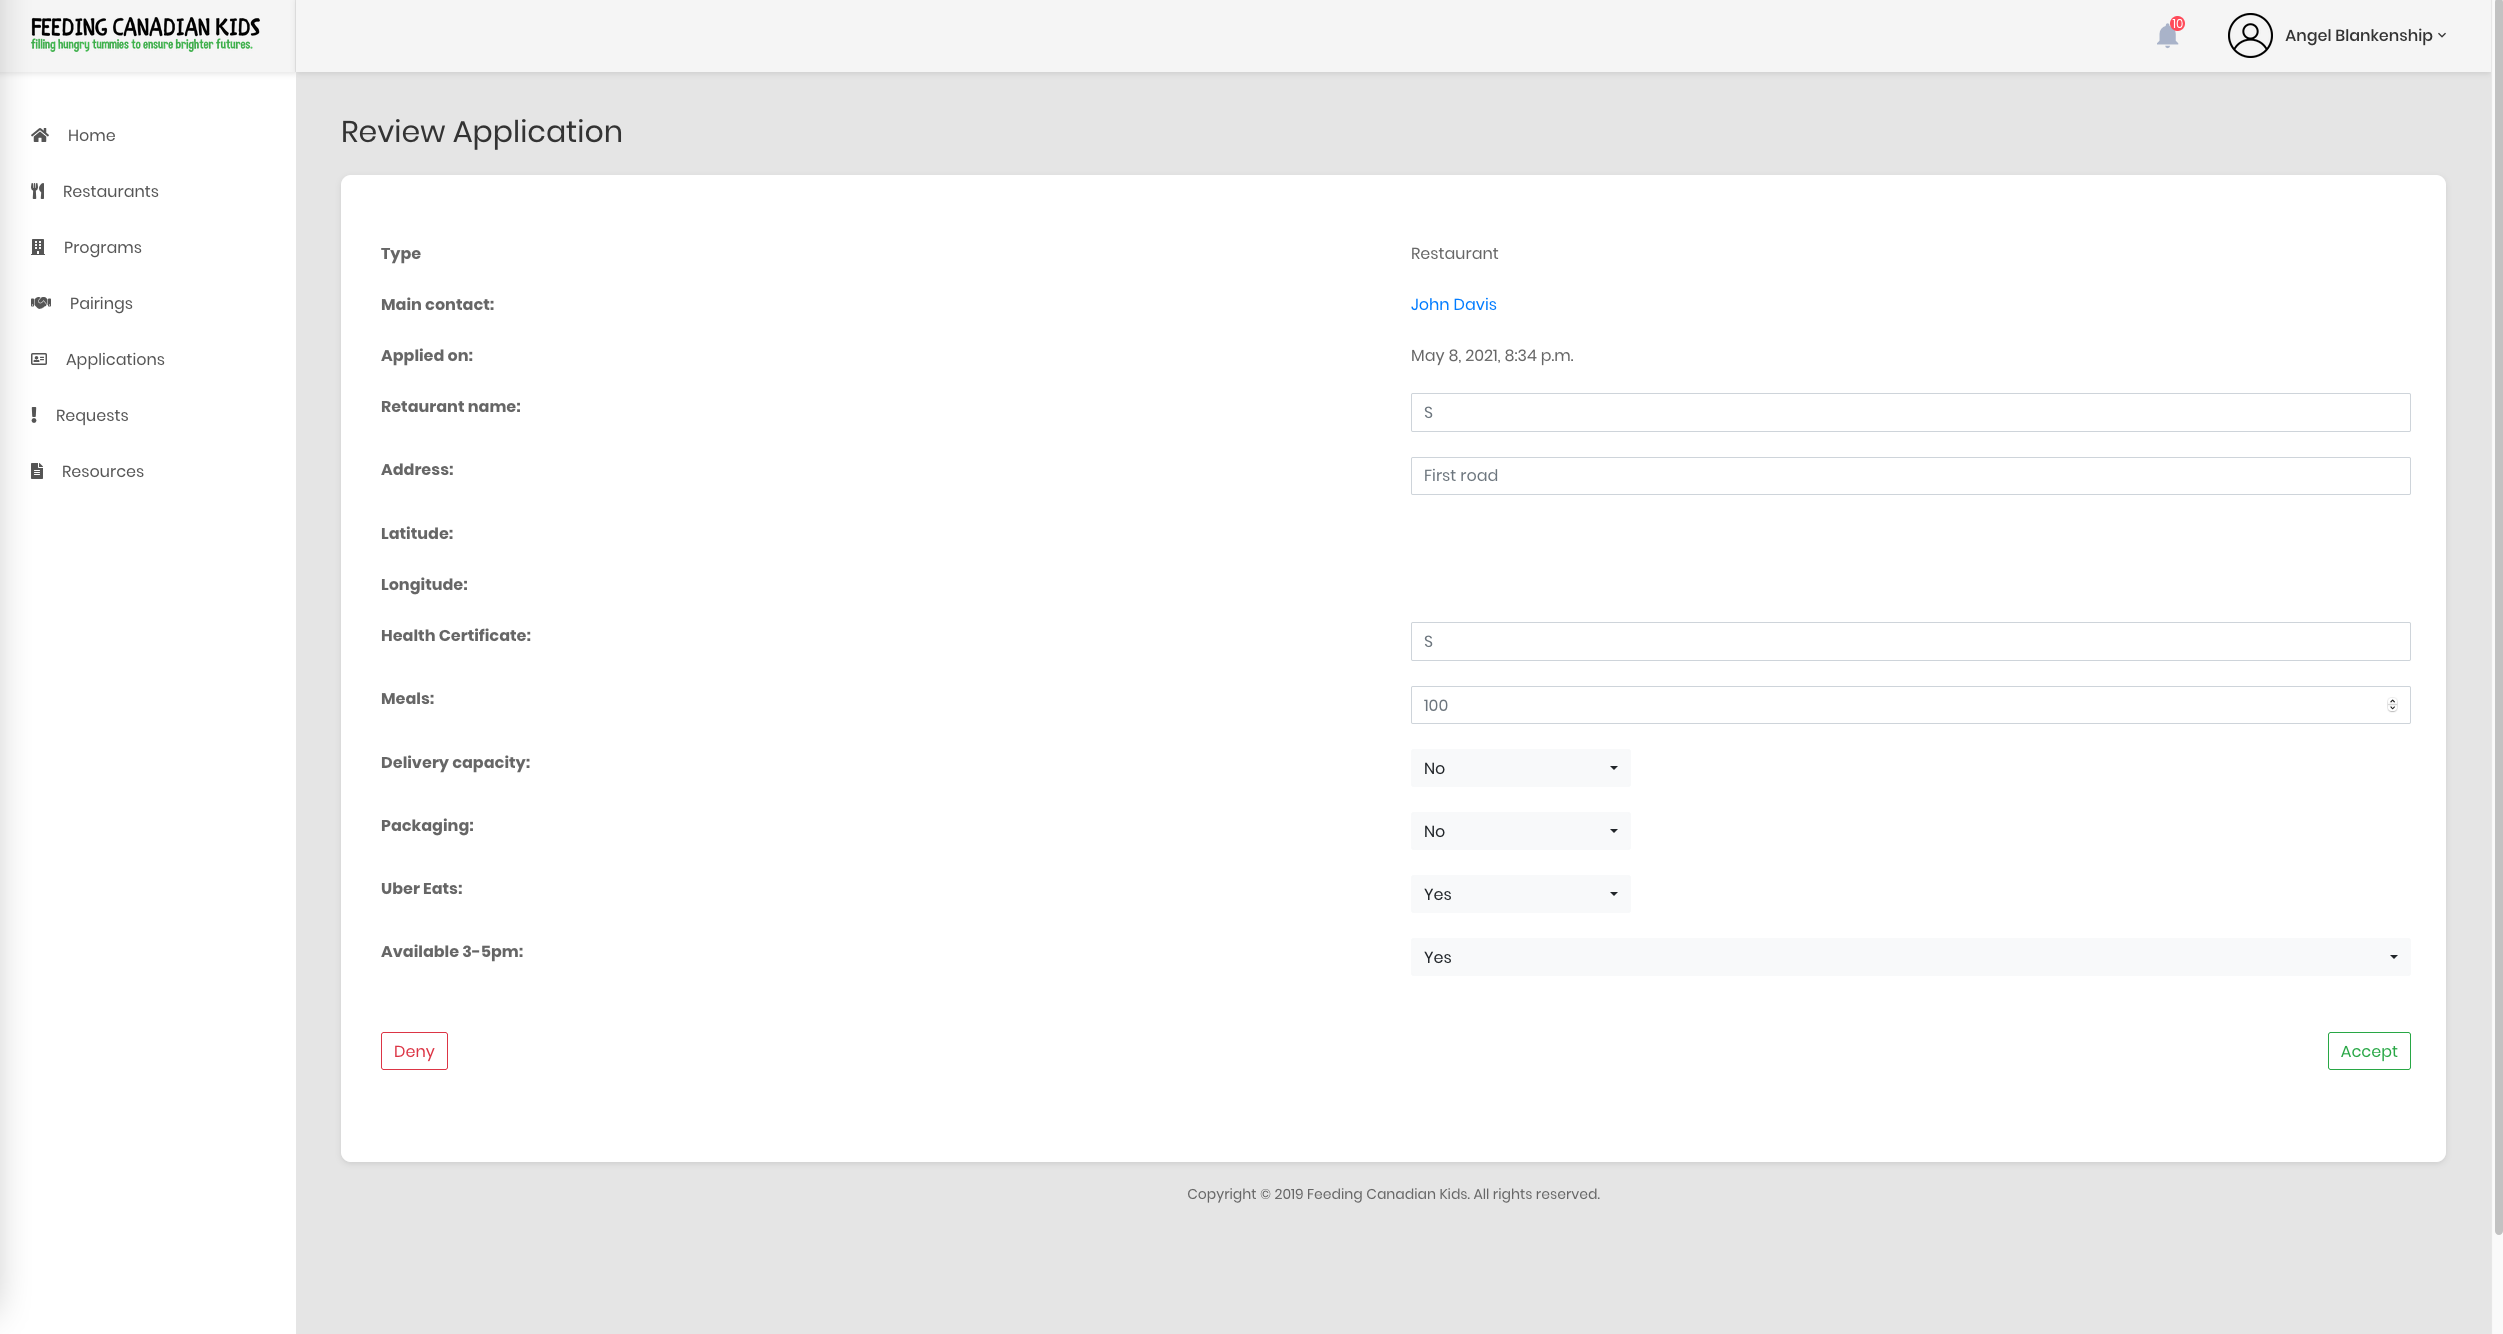 FEEDING CANADIAN KIDS
filling hungry tummies to ensure brighter futures.
10
Angel Blankenship
Home
Restaurants
Programs
Pairings
Applications
Requests
Resources
Review Application
Type Restaurant
Main contact: John Davis
Applied on: May 8, 2021, 8:34 p.m.
Retaurant name: S
Address: First road
Latitude:
Longitude:
Health Certificate: S
Meals: 100
Delivery capacity: No
Packaging: No
Uber Eats: Yes
Available 3-5pm: Yes
Deny Accept
Copyright © 2019 Feeding Canadian Kids. All rights reserved.